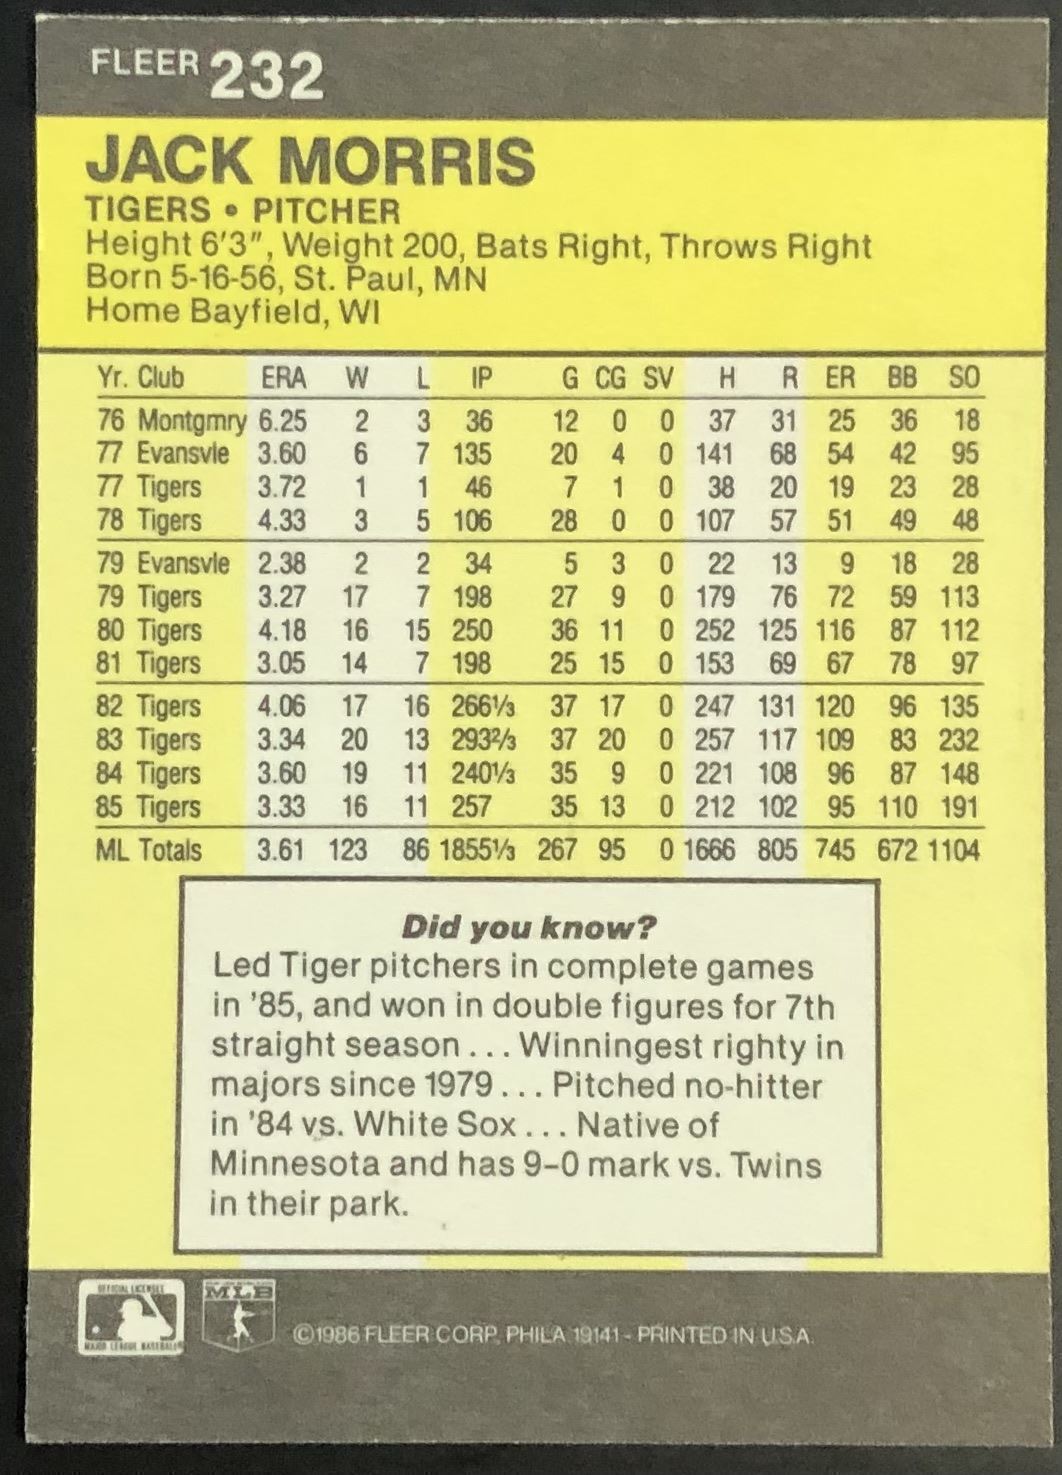 FLEER 232
JACK MORRIS
TIGERS • PITCHER
Height 6'3", Weight 200, Bats Right, Throws Right
Born 5-16-56, St. Paul, MN
Home Bayfield, WI
Yr. Club ERA W L IP G CG SV H R ER BB SO
76 Montgmry 6.25 2 3 36 12 0 0 37 31 25 36 18
77 Evansvle 3.60 6 7 135 20 4 0 141 68 54 42 95
77 Tigers 3.72 1 1 46 7 1 0 38 20 19 23 28
78 Tigers 4.33 3 5 106 28 0 0 107 57 51 49 48
79 Evansvle 2.38 2 2 34 5 3 0 22 13 9 18 28
79 Tigers 3.27 17 7 198 27 9 0 179 76 72 59 113
80 Tigers 4.18 16 15 250 36 11 0 252 125 116 87 112
81 Tigers 3.05 14 7 198 25 15 0 153 69 67 78 97
82 Tigers 4.06 17 16 266⅓ 37 17 0 247 131 120 96 135
83 Tigers 3.34 20 13 293⅔ 37 20 0 257 117 109 83 232
84 Tigers 3.60 19 11 240⅓ 35 9 0 221 108 96 87 148
85 Tigers 3.33 16 11 257 35 13 0 212 102 95 110 191
ML Totals 3.61 123 86 1855⅓ 267 95 0 1666 805 745 672 1104
Did you know?
Led Tiger pitchers in complete games
in '85, and won in double figures for 7th
straight season... Winningest righty in
majors since 1979... Pitched no-hitter
in '84 vs. White Sox... Native of
Minnesota and has 9-0 mark vs. Twins
in their park.
OFFICIAL LICENSEE
MAJOR LEAGUE BASEBALL
MLB
©1986 FLEER CORP. PHILA 19141 - PRINTED IN U.S.A.